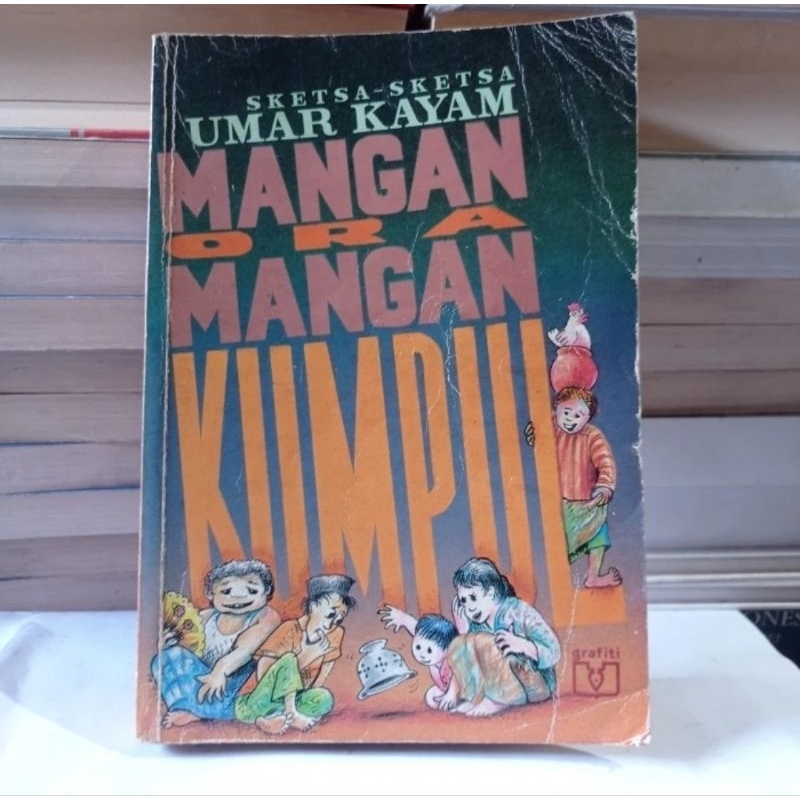 SKETSA-SKETSA
UMAR KAYAM
MANGAN
ORA
MANGAN
KUMPUL
grafiti